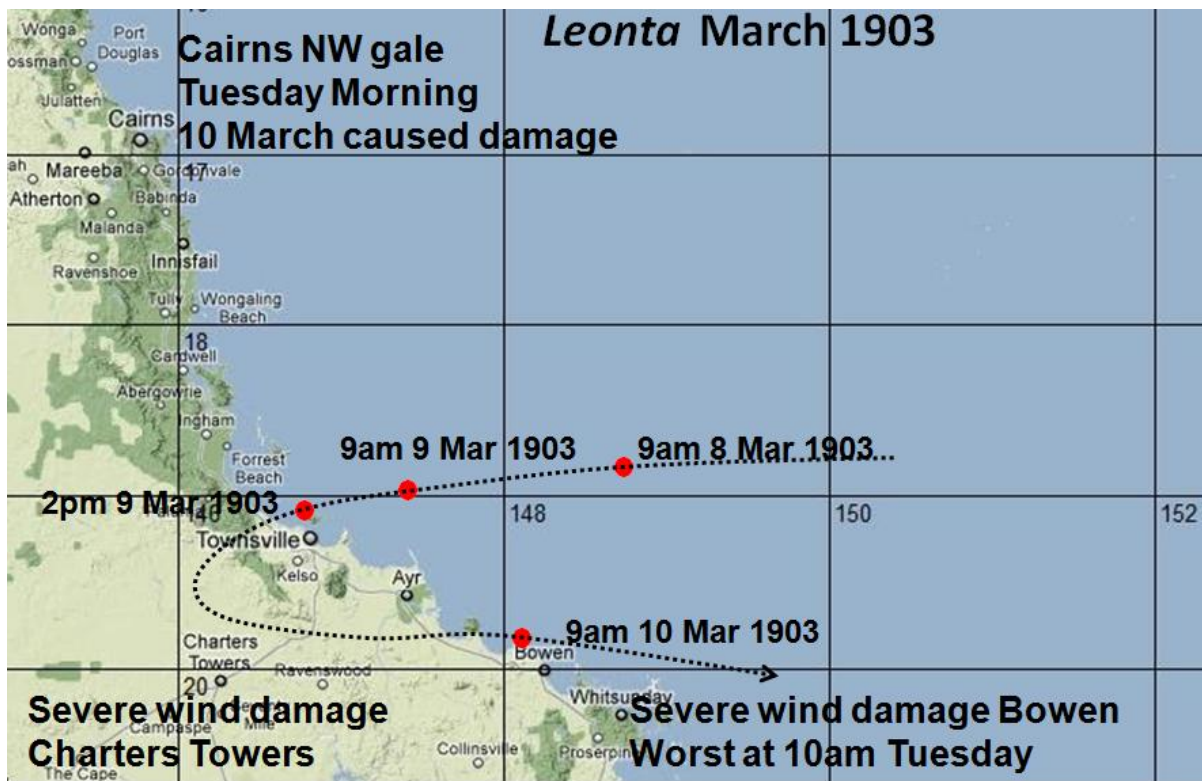 Leonta March 1903
Cairns NW gale
Tuesday Morning
10 March caused damage
Wonga
Port
Douglas
ossman
Julatten
Cairns
ah
Mareeba
Gordonvale
17
Atherton
Babinda
Malanda
Innisfail
Ravenshoe
Tully
Wongaling
Beach
18
Cardwell
Abergowrie
Ingham
9am 9 Mar 1903
9am 8 Mar 1903
Forrest
Beach
2pm 9 Mar 1903
148
150
152
Townsville
Kelso
Ayr
9am 10 Mar 1903
Charters
Towers
Bowen
Ravenswood
20
Whitsunday
Severe wind damage
Charters Towers
Severe wind damage Bowen
Worst at 10am Tuesday
Campaspe
Mile
Collinsville
Proserpin
The Cape